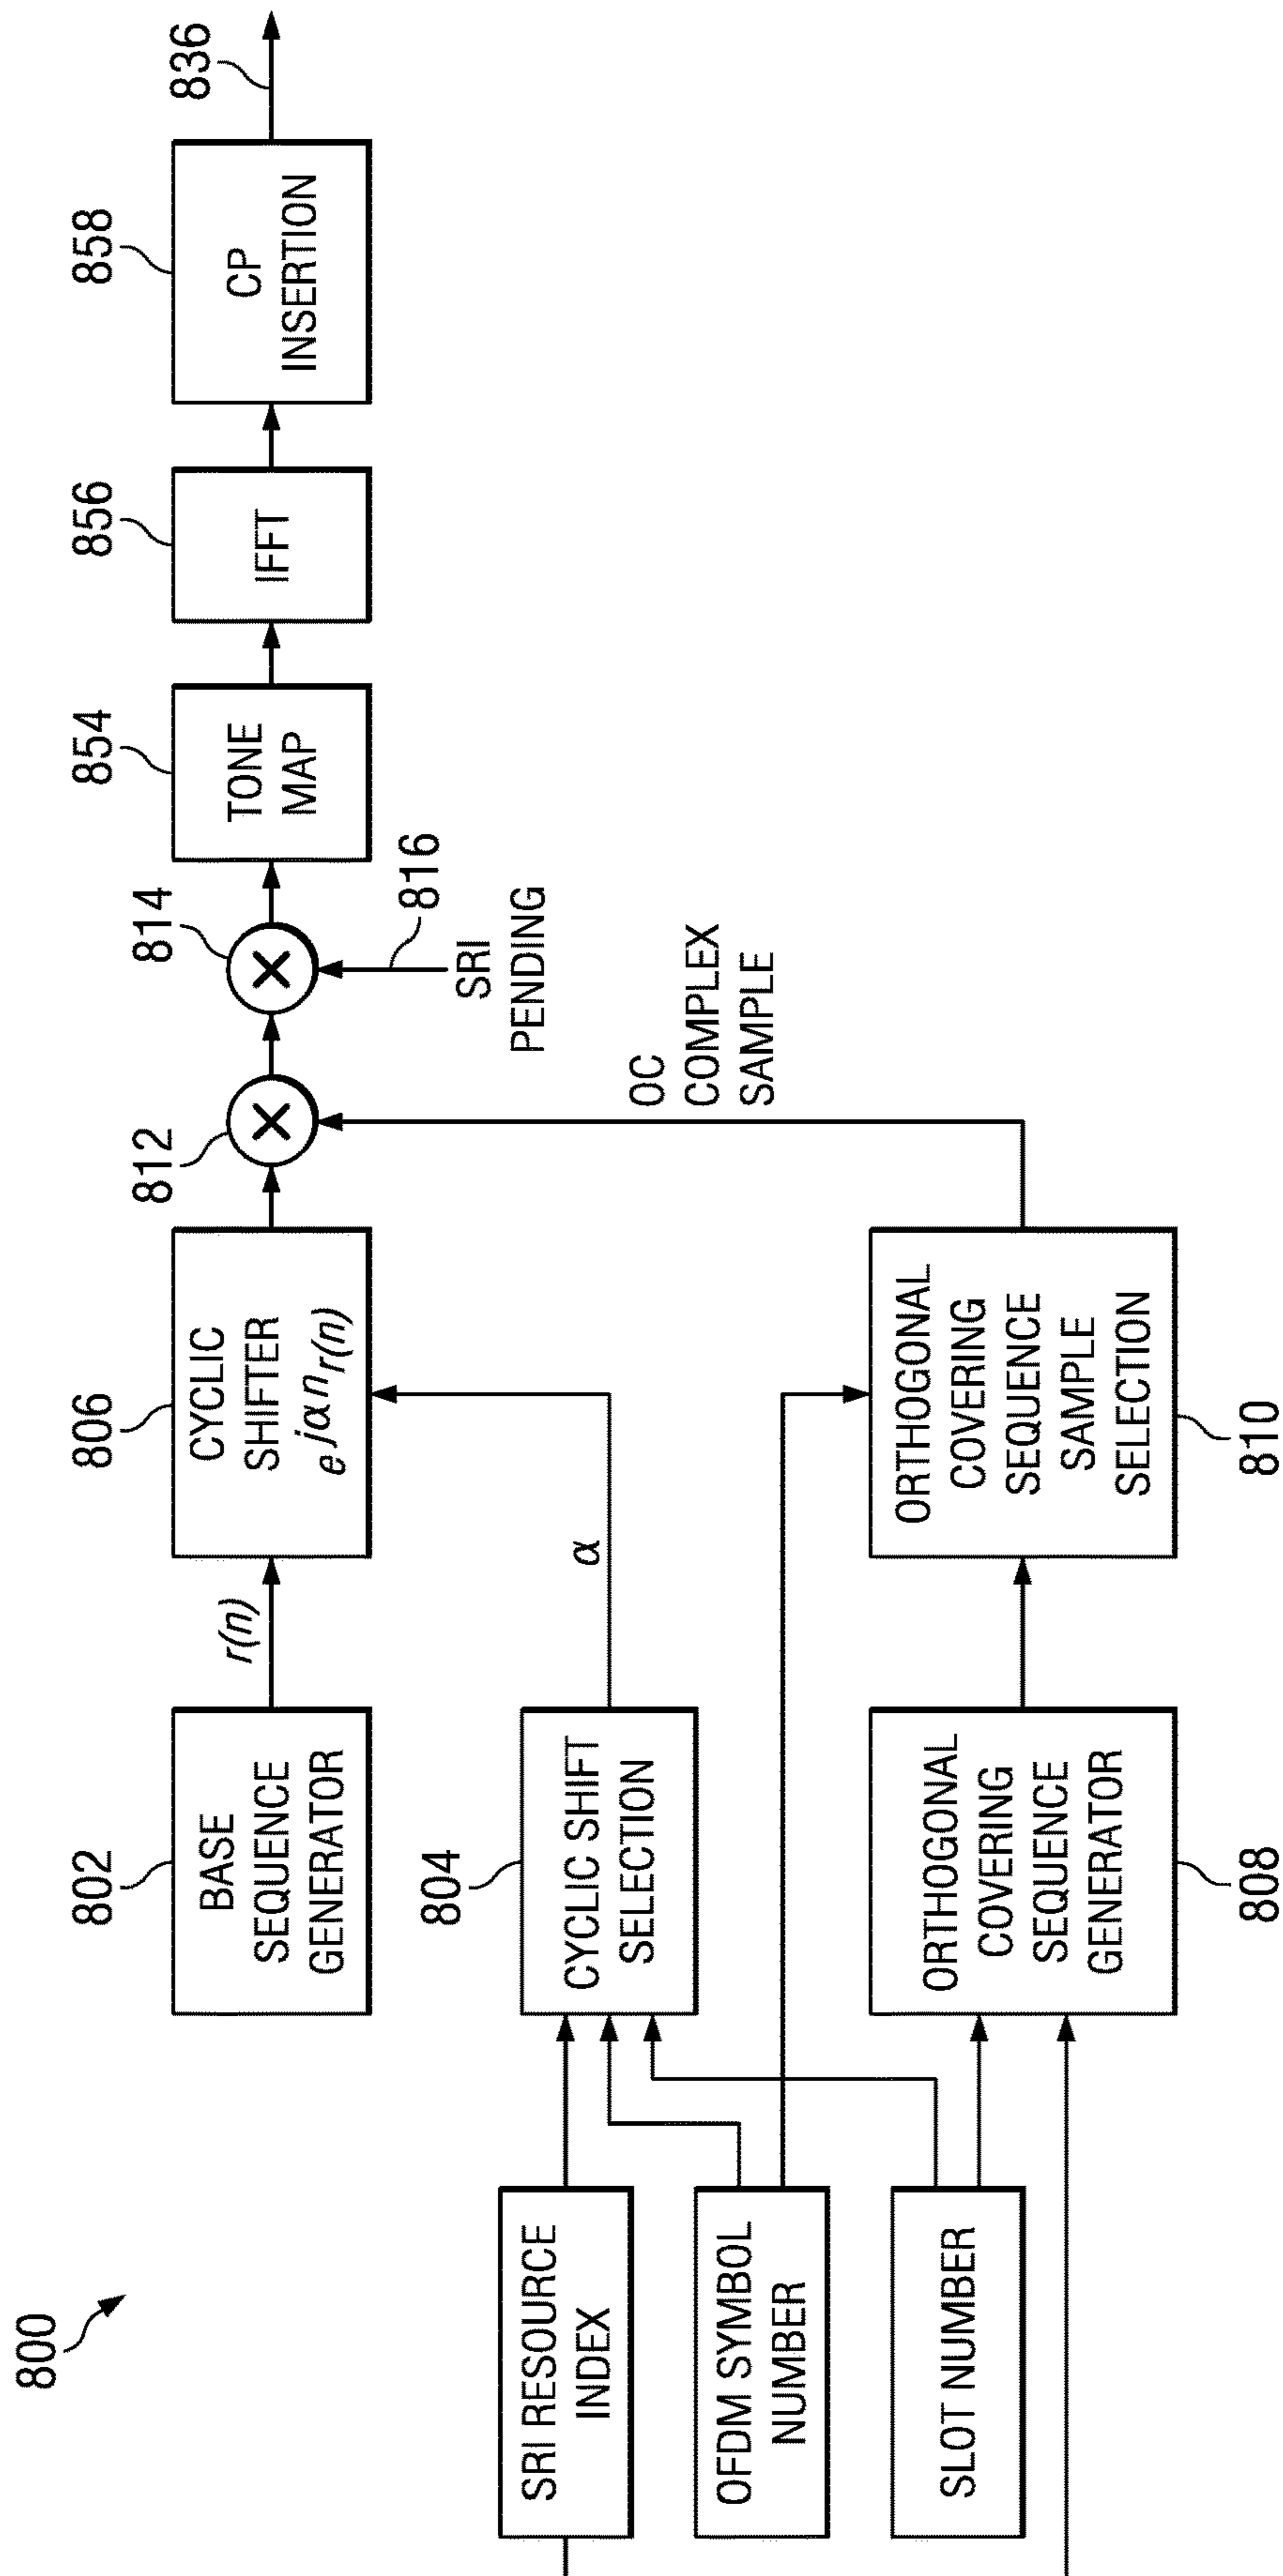 800
SRI RESOURCE
INDEX
OFDM SYMBOL
NUMBER
SLOT NUMBER
802
BASE
SEQUENCE
GENERATOR
r(n)
804
CYCLIC SHIFT
SELECTION
α
806
CYCLIC
SHIFTER
e jαn r(n)
ORTHOGONAL
COVERING
SEQUENCE
GENERATOR
808
ORTHOGONAL
COVERING
SEQUENCE
SAMPLE
SELECTION
810
OC
COMPLEX
SAMPLE
812
814
816
SRI
PENDING
854
TONE
MAP
856
IFFT
858
CP
INSERTION
836